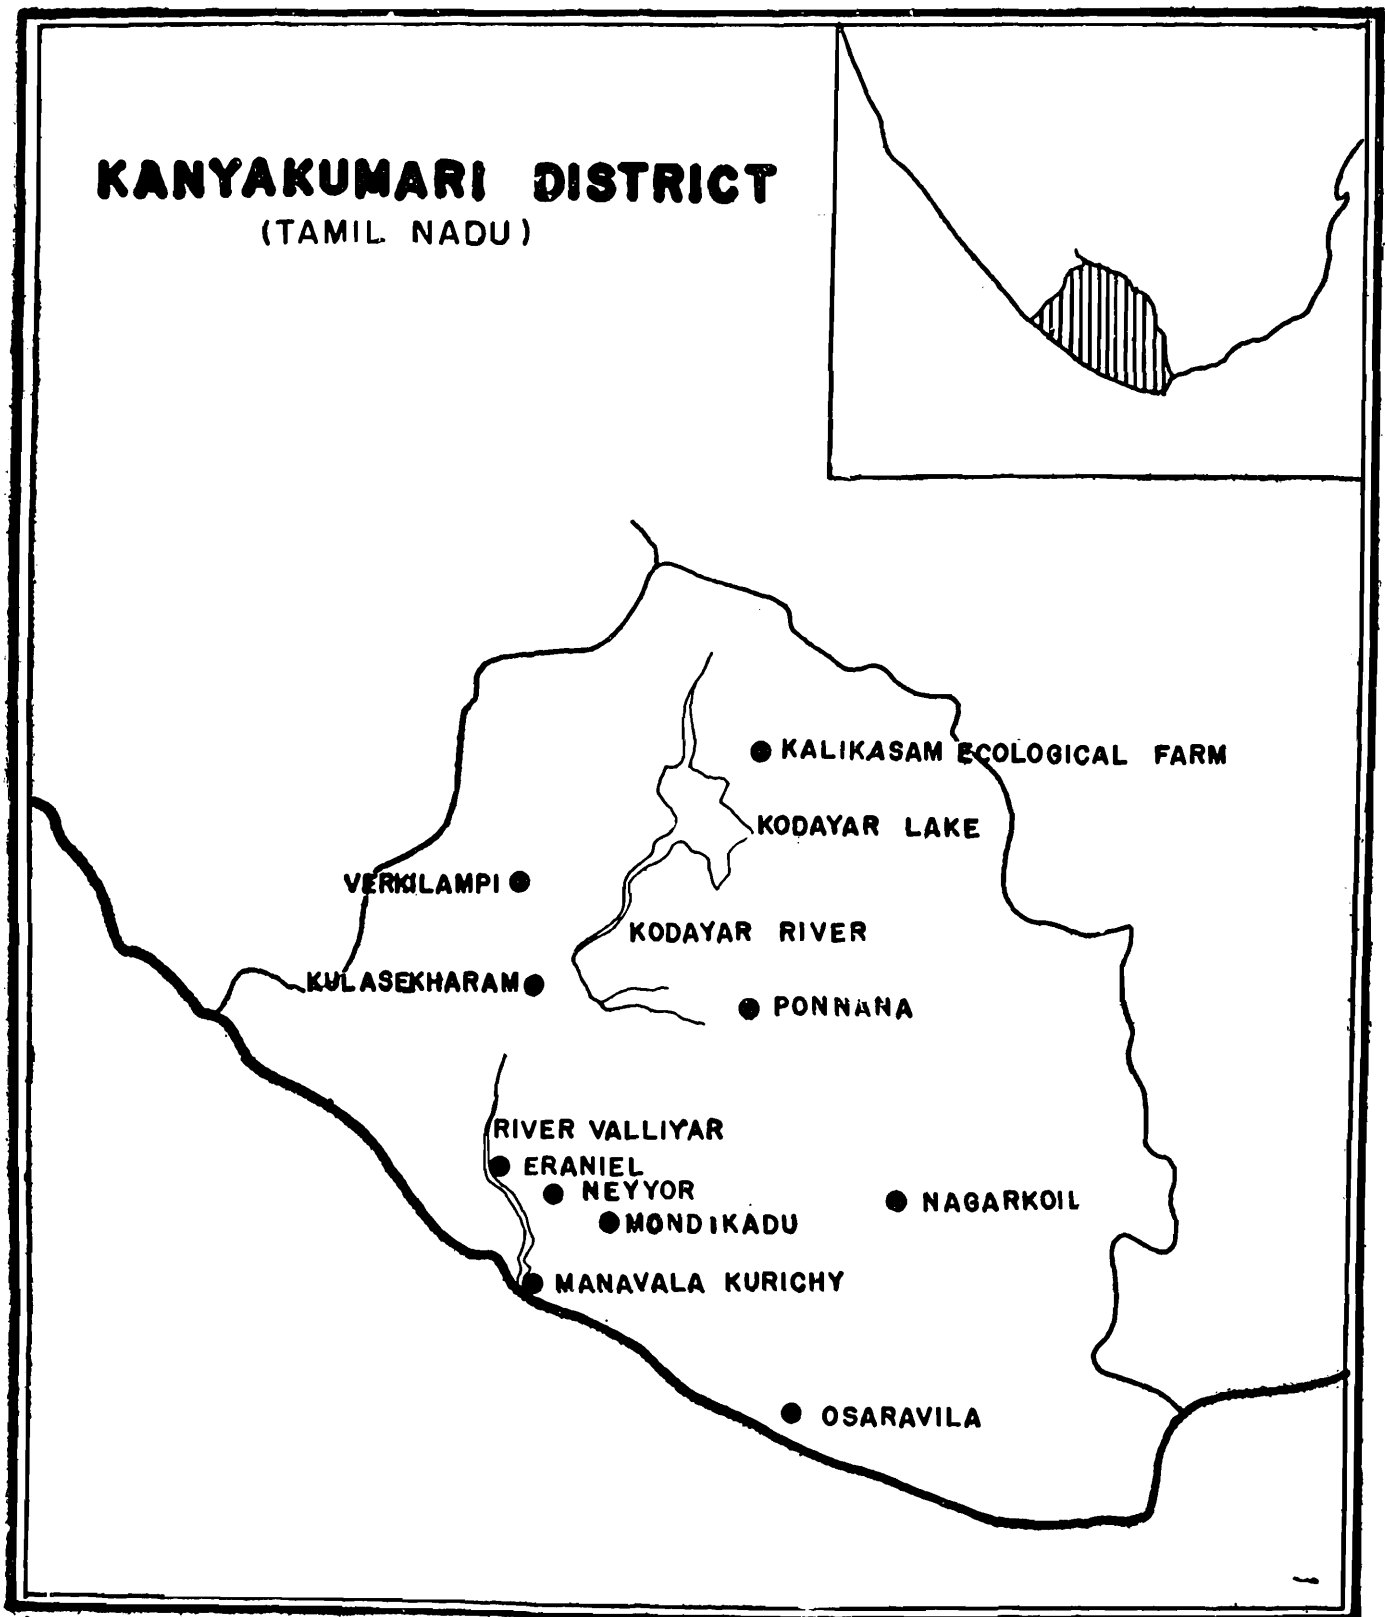 KANYAKUMARI DISTRICT
(TAMIL NADU)
KALIKASAM ECOLOGICAL FARM
KODAYAR LAKE
VERKILAMPI
KODAYAR RIVER
KULASEKHARAM
PONNANA
RIVER VALLIYAR
ERANIEL
NEYYOR
MONDIKADU
NAGARKOIL
MANAVALA KURICHY
OSARAVILA